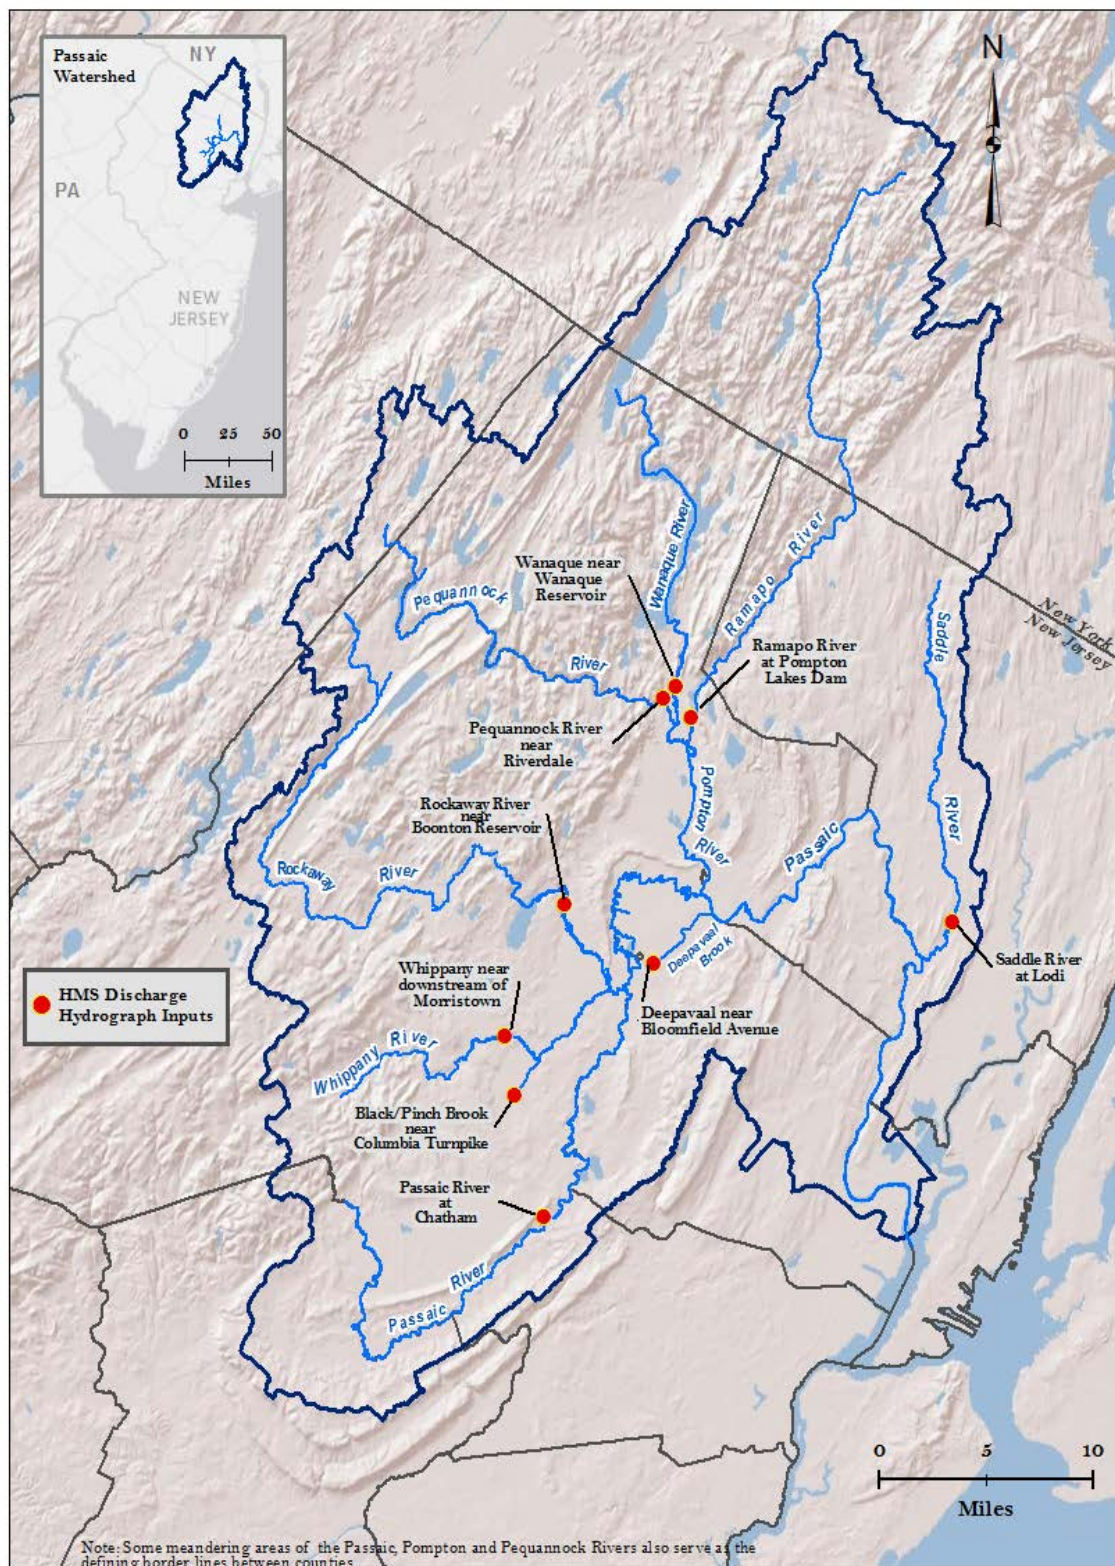 Passaic
Watershed
NY
PA
NEW
JERSEY
0 25 50
Miles
N
Wanaque near
Wanaque
Reservoir
Wanaque River
Ramapo River
Pequannock
River
New York
New Jersey
Saddle
River
Ramapo River
at Pompton
Lakes Dam
Pequannock River
near
Riverdale
Pompton
River
Passaic
Rockaway River
near
Boonton Reservoir
Rockaway
River
Deepavaal
Brook
Saddle River
at Lodi
HMS Discharge
Hydrograph Inputs
Whippany near
downstream of
Morristown
Deepavaal near
Bloomfield Avenue
Whippany River
Black/Pinch Brook
near
Columbia Turnpike
Passaic River
at
Chatham
Passaic River
0 5 10
Miles
Note: Some meandering areas of the Passaic, Pompton and Pequannock Rivers also serve as the
defining border lines between counties